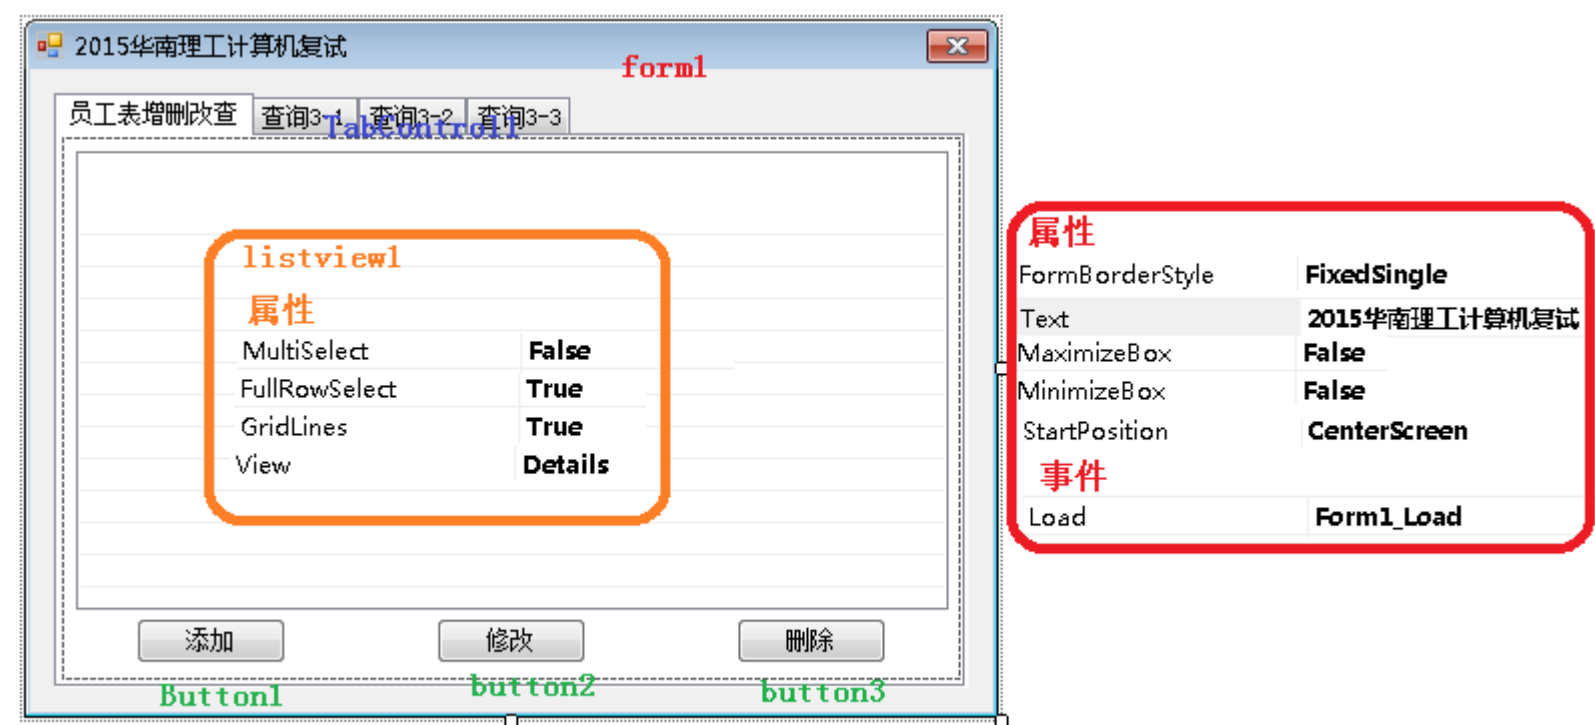 2015华南理工计算机复试
form1
员工表增删改查 查询3-1 查询3-2 查询3-3
TabControl1
listview1
属性
MultiSelect False
FullRowSelect True
GridLines True
View Details
添加 修改 删除
Button1 button2 button3
属性
FormBorderStyle FixedSingle
Text 2015华南理工计算机复试
MaximizeBox False
MinimizeBox False
StartPosition CenterScreen
事件
Load Form1_Load